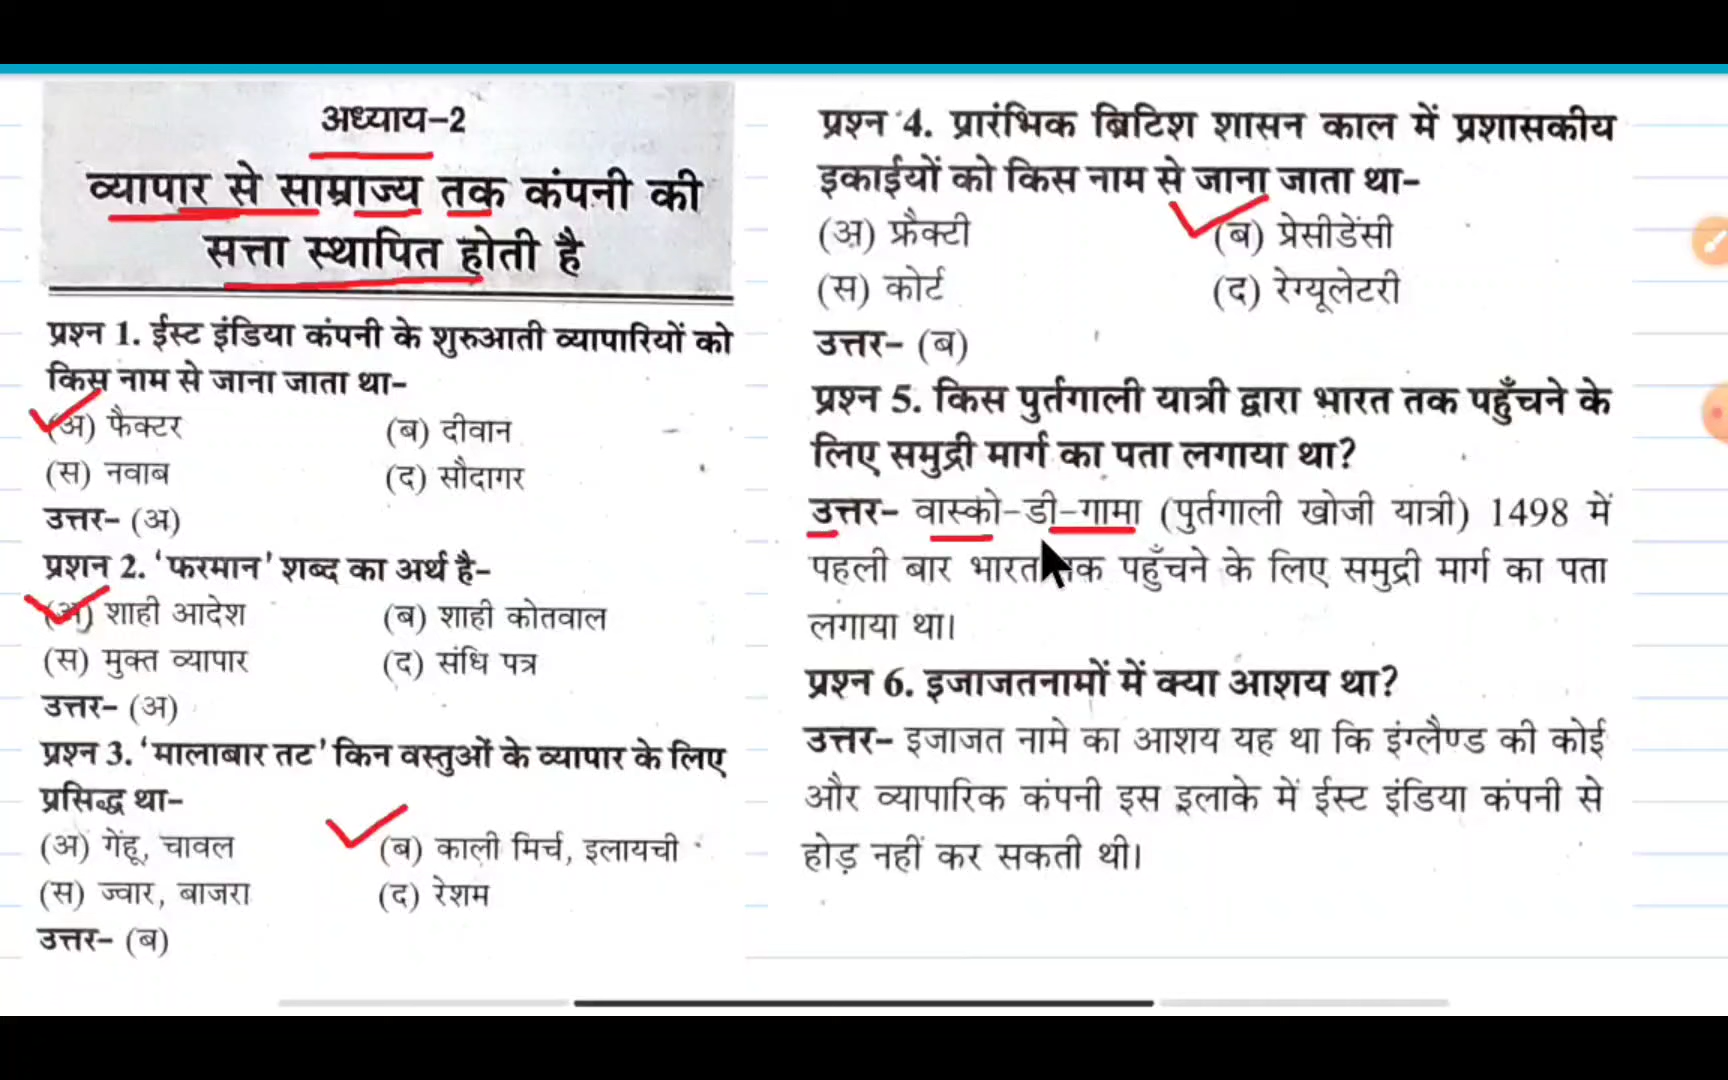 अध्याय-2
व्यापार से साम्राज्य तक कंपनी की
सत्ता स्थापित होती है
प्रश्न 1. ईस्ट इंडिया कंपनी के शुरुआती व्यापारियों को
किस नाम से जाना जाता था-
(अ) फैक्टर (ब) दीवान
(स) नवाब (द) सौदागर
उत्तर- (अ)
प्रशन 2. ‘फरमान’ शब्द का अर्थ है-
(अ) शाही आदेश (ब) शाही कोतवाल
(स) मुक्त व्यापार (द) संधि पत्र
उत्तर- (अ)
प्रश्न 3. ‘मालाबार तट’ किन वस्तुओं के व्यापार के लिए
प्रसिद्ध था-
(अ) गेंहू, चावल (ब) काली मिर्च, इलायची
(स) ज्वार, बाजरा (द) रेशम
उत्तर- (ब)
प्रश्न 4. प्रारंभिक ब्रिटिश शासन काल में प्रशासकीय
इकाईयों को किस नाम से जाना जाता था-
(अ) फ्रैक्टी (ब) प्रेसीडेंसी
(स) कोर्ट (द) रेग्यूलेटरी
उत्तर- (ब)
प्रश्न 5. किस पुर्तगाली यात्री द्वारा भारत तक पहुँचने के
लिए समुद्री मार्ग का पता लगाया था?
उत्तर- वास्को-डी-गामा (पुर्तगाली खोजी यात्री) 1498 में
पहली बार भारत तक पहुँचने के लिए समुद्री मार्ग का पता
लगाया था।
प्रश्न 6. इजाजतनामों में क्या आशय था?
उत्तर- इजाजत नामे का आशय यह था कि इंग्लैण्ड की कोई
और व्यापारिक कंपनी इस इलाके में ईस्ट इंडिया कंपनी से
होड़ नहीं कर सकती थी।